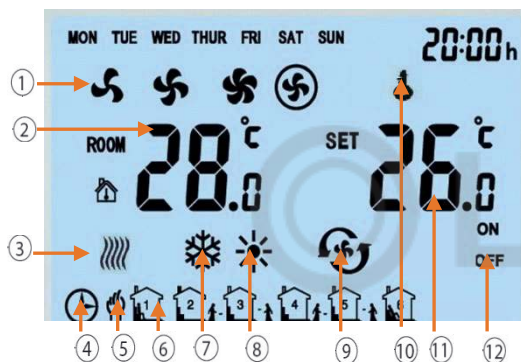 MON TUE WED THUR FRI SAT SUN 20:00 h
①
② ROOM 28.0 °C SET 26.0 °C
③ ON
OFF
1 2 3 4 5 6
④ ⑤ ⑥ ⑦ ⑧ ⑨ ⑩ ⑪ ⑫